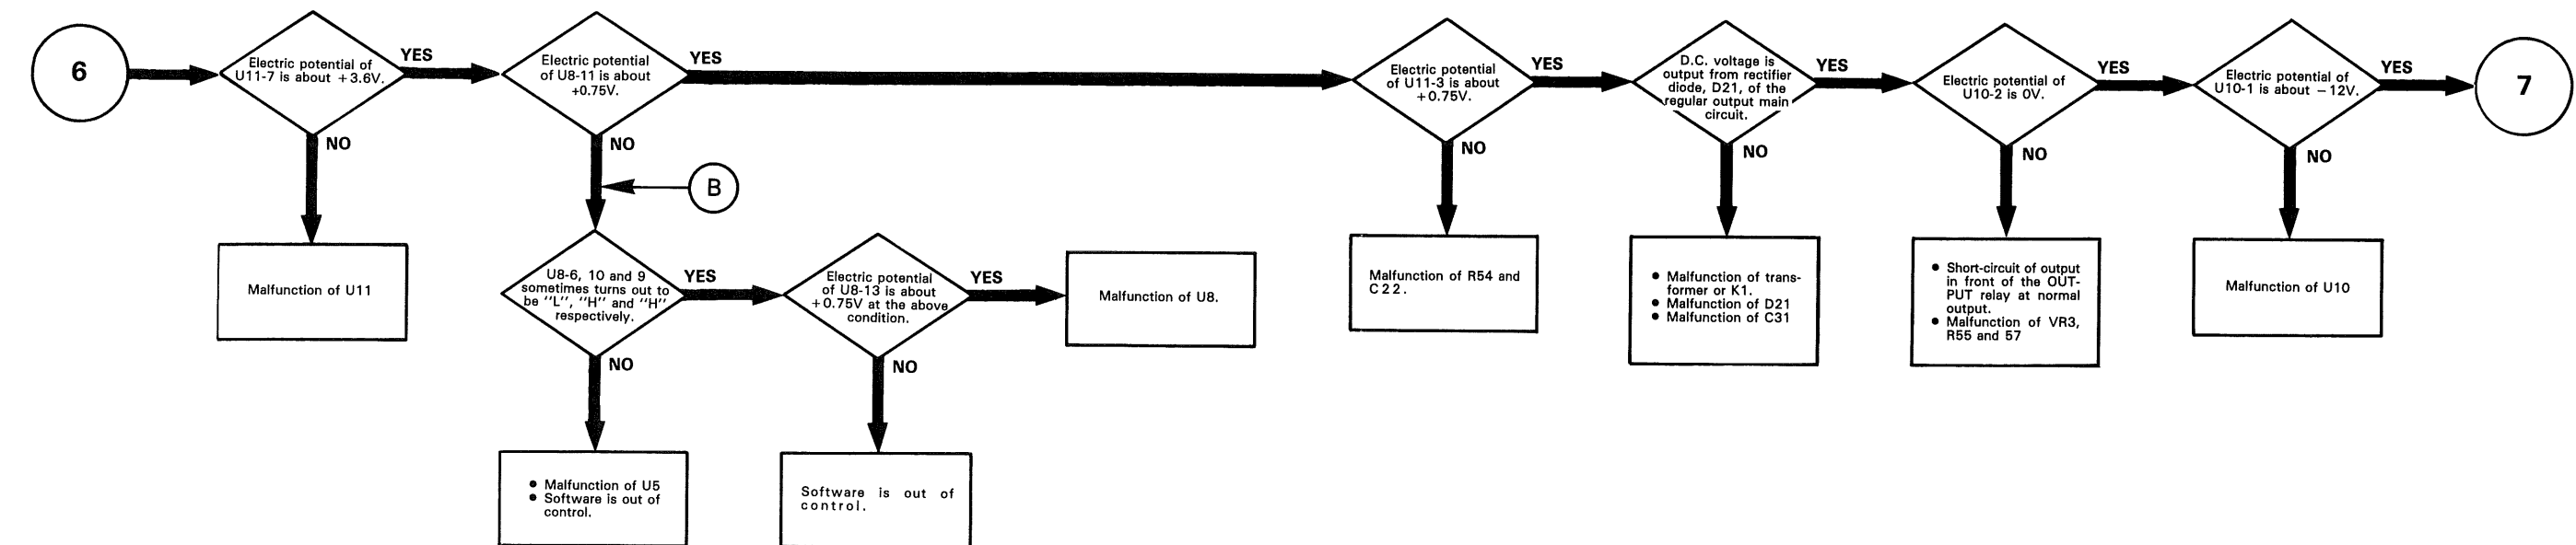 6
Electric potential of
U11-7 is about +3.6V.
YES
NO
Malfunction of U11
Electric potential
of U8-11 is about
+0.75V.
YES
NO
B
U8-6, 10 and 9
sometimes turns out to
be "L", "H" and "H"
respectively.
YES
NO
● Malfunction of U5
● Software is out of
control.
Electric potential
of U8-13 is about
+0.75V at the above
condition.
YES
NO
Software is out of
control.
Malfunction of U8.
Electric potential
of U11-3 is about
+0.75V.
YES
NO
Malfunction of R54 and
C22.
D.C. voltage is
output from rectifier
diode, D21, of the
regular output main
circuit.
YES
NO
● Malfunction of trans-
former or K1.
● Malfunction of D21
● Malfunction of C31
Electric potential of
U10-2 is 0V.
YES
NO
● Short-circuit of output
in front of the OUT-
PUT relay at normal
output.
● Malfunction of VR3,
R55 and 57
Electric potential of
U10-1 is about −12V.
YES
NO
Malfunction of U10
7